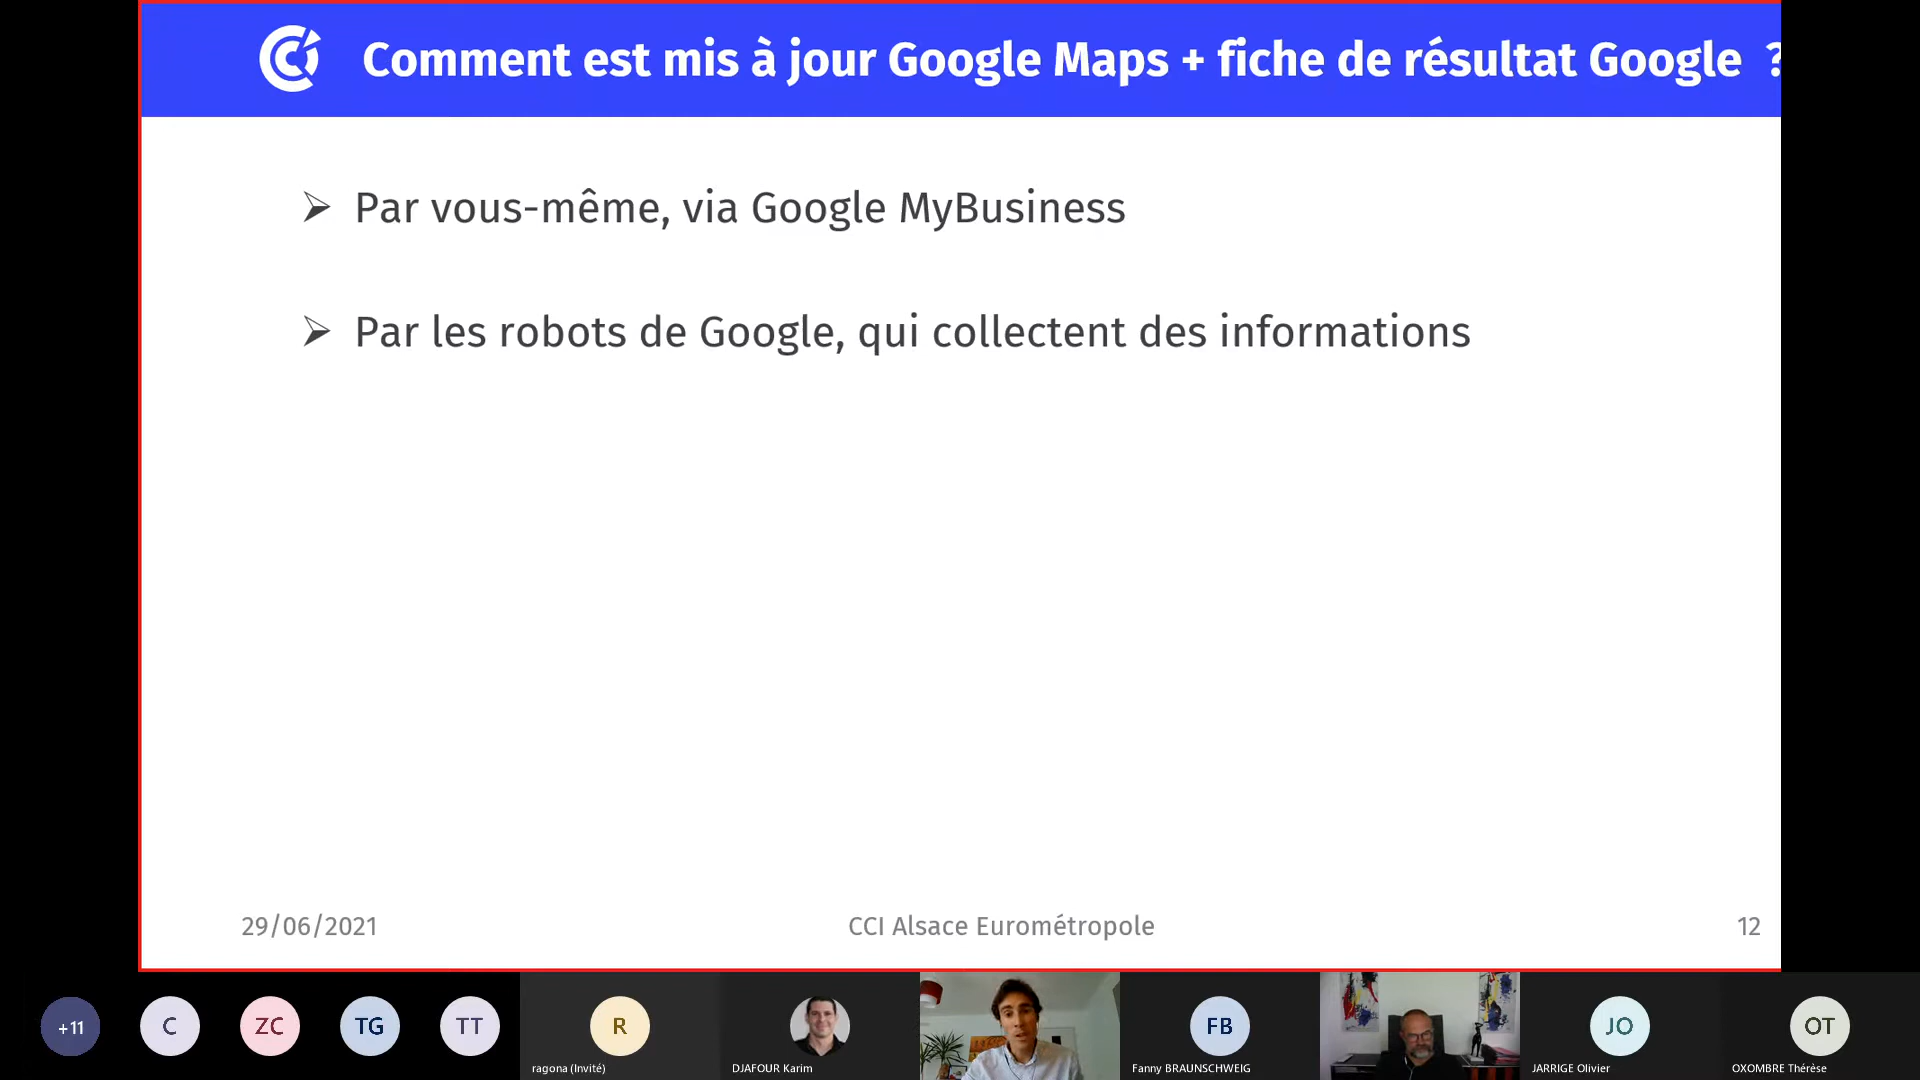 Comment est mis à jour Google Maps + fiche de résultat Google ?
Par vous-même, via Google MyBusiness
Par les robots de Google, qui collectent des informations
29/06/2021
CCI Alsace Eurométropole
12
+11
C
ZC
TG
TT
R
FB
JO
OT
ragona (Invité)
DJAFOUR Karim
Fanny BRAUNSCHWEIG
JARRIGE Olivier
OXOMBRE Thérèse